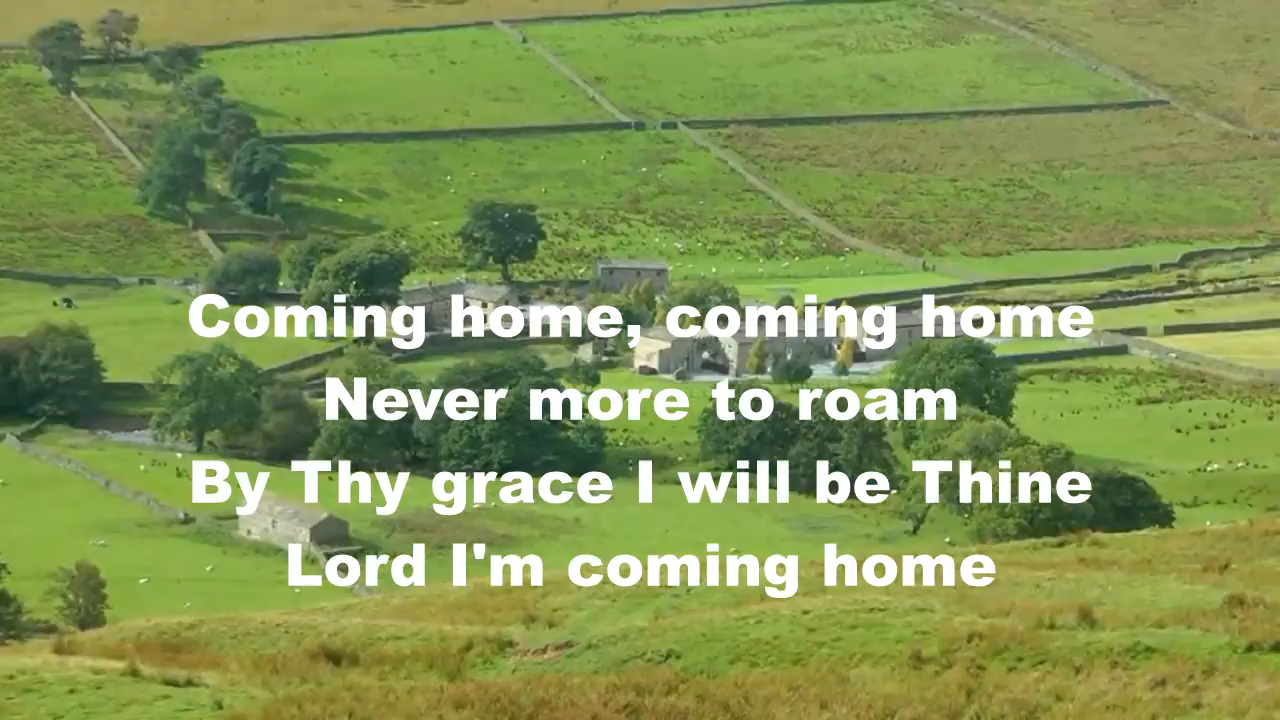 Coming home, coming home
Never more to roam
By Thy grace I will be Thine
Lord I'm coming home